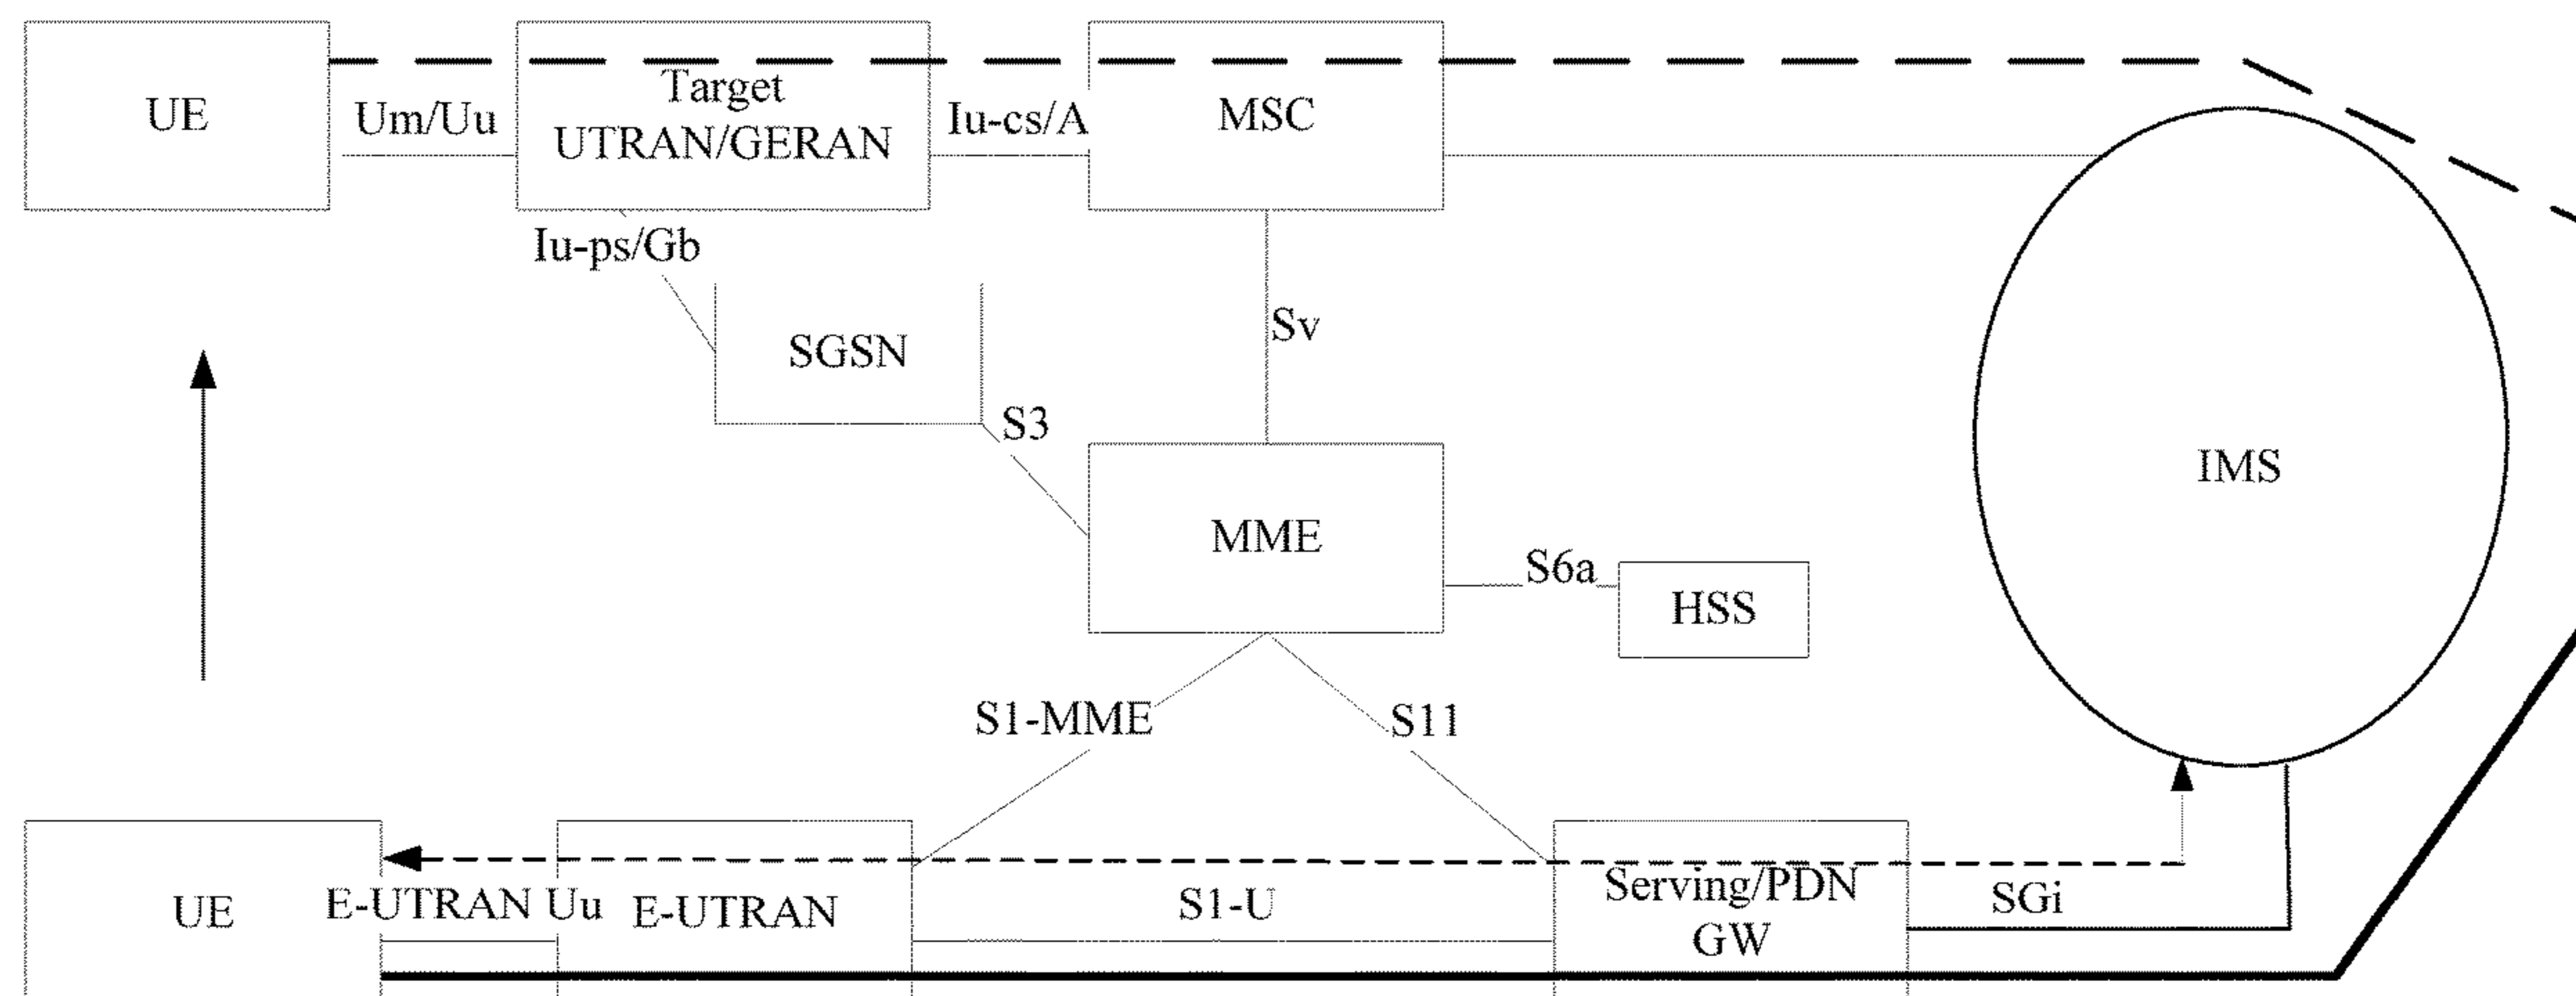 UE
Um/Uu
Target
UTRAN/GERAN
Iu-cs/A
MSC
Iu-ps/Gb
SGSN
Sv
S3
MME
IMS
S6a
HSS
S1-MME
S11
UE
E-UTRAN Uu
E-UTRAN
S1-U
Serving/PDN
GW
SGi